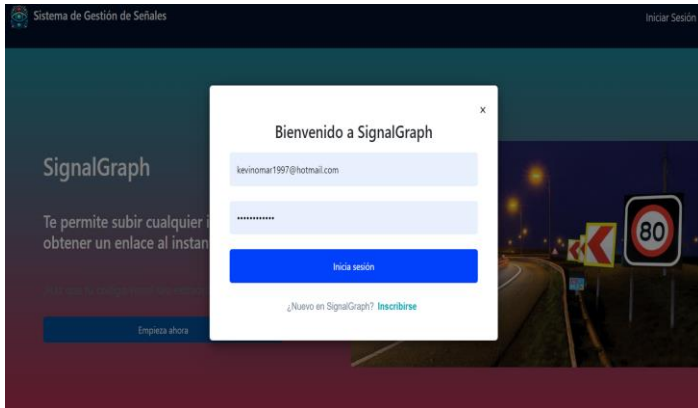 Sistema de Gestión de Señales
Iniciar Sesión
x
Bienvenido a SignalGraph
kevinomar1997@hotmail.com
••••••••••••
Inicia sesión
¿Nuevo en SignalGraph? Inscribirse
SignalGraph
Te permite subir cualquier
obtener un enlace al instan
Empieza ahora
80